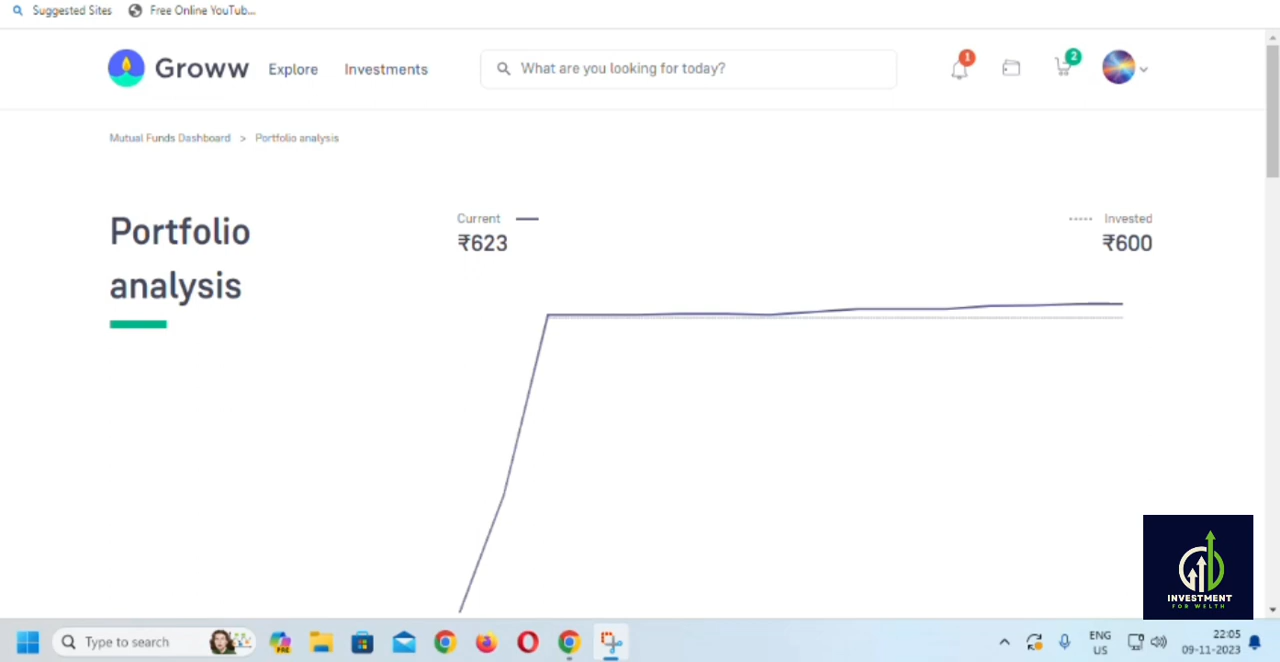 Suggested Sites Free Online YouTub...
Groww Explore Investments What are you looking for today? 1 2
Mutual Funds Dashboard > Portfolio analysis
Portfolio
analysis
Current Invested
₹623 ₹600
INVESTMENT
FOR WELTH
Type to search PRE ENG
US
22:05
09-11-2023